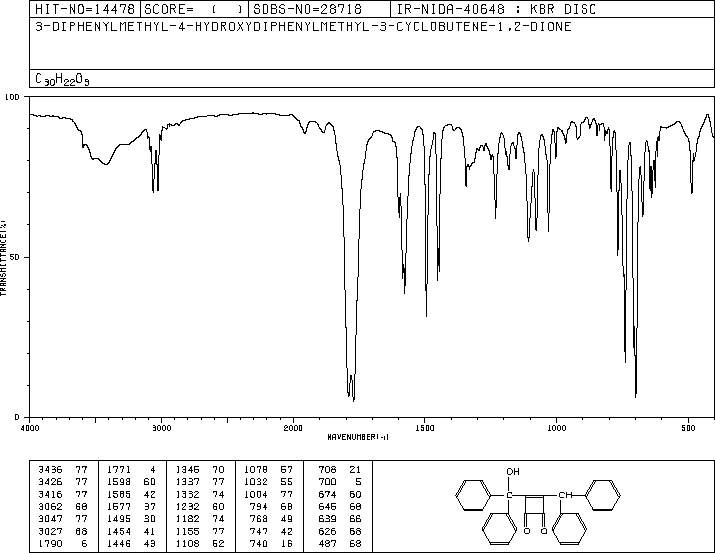 HIT-NO=14478 SCORE= ( ) SDBS-NO=28718 IR-NIDA-40648 : KBR DISC
3-DIPHENYLMETHYL-4-HYDROXYDIPHENYLMETHYL-3-CYCLOBUTENE-1,2-DIONE
C30H22O3
100
50
0
TRANSMITTANCE(%)
4000 3000 2000 1500 1000 500
WAVENUMBER(-1)
3436 77 1771 4 1346 70 1078 57 708 21
3426 77 1598 60 1337 77 1032 55 700 5
3416 77 1585 42 1332 74 1004 77 674 60
3062 68 1577 37 1232 60 794 68 645 68
3047 77 1495 30 1182 74 768 49 639 66
3027 68 1454 41 1155 77 747 42 626 68
1790 6 1446 43 1108 52 740 16 487 68
OH
C
CH
O O